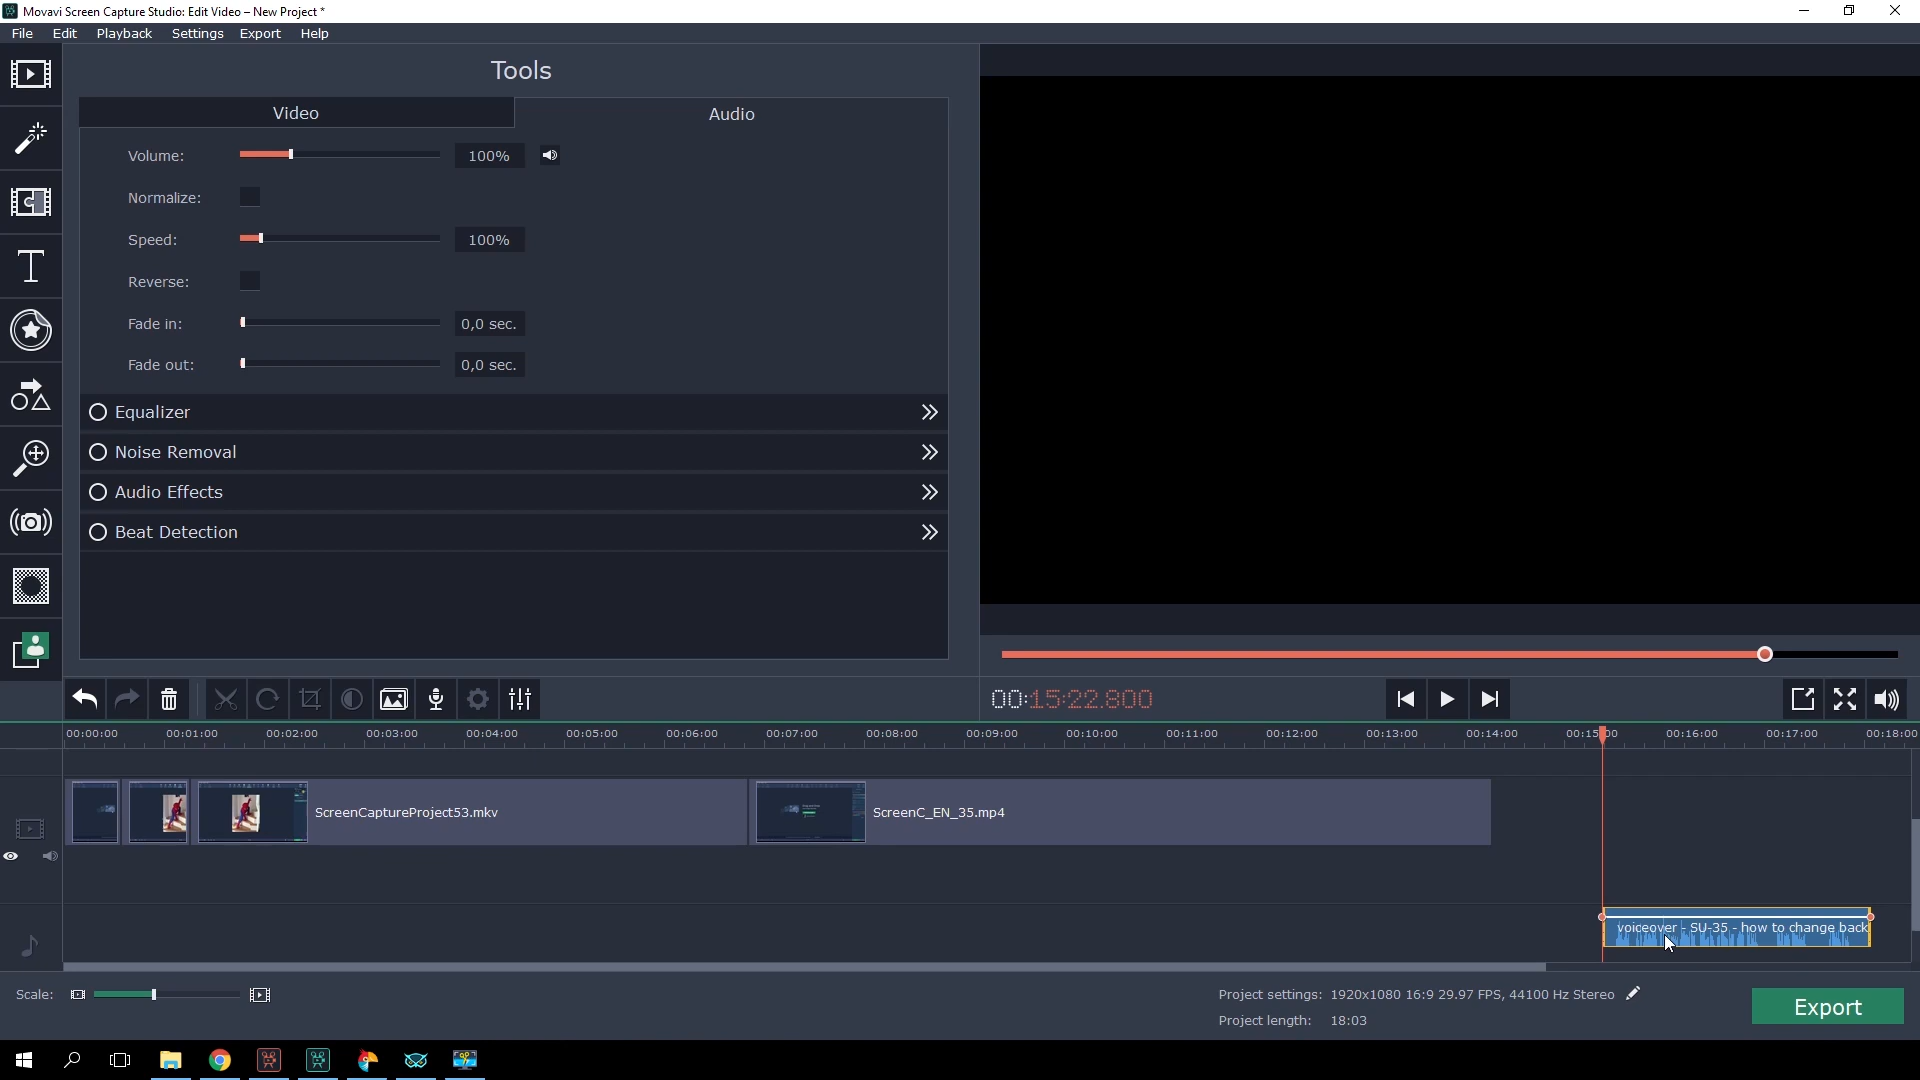 Movavi Screen Capture Studio: Edit Video – New Project *
File Edit Playback Settings Export Help
Tools
Video Audio
Volume: 100%
Normalize:
Speed: 100%
Reverse:
Fade in: 0,0 sec.
Fade out: 0,0 sec.
Equalizer
Noise Removal
Audio Effects
Beat Detection
00:15:22.800
00:00:00 00:01:00 00:02:00 00:03:00 00:04:00 00:05:00 00:06:00 00:07:00 00:08:00 00:09:00 00:10:00 00:11:00 00:12:00 00:13:00 00:14:00 00:15:00 00:16:00 00:17:00 00:18:00
ScreenCaptureProject53.mkv ScreenC_EN_35.mp4
voiceover - SU-35 - how to change back
Scale:
Project settings: 1920x1080 16:9 29.97 FPS, 44100 Hz Stereo
Project length: 18:03
Export